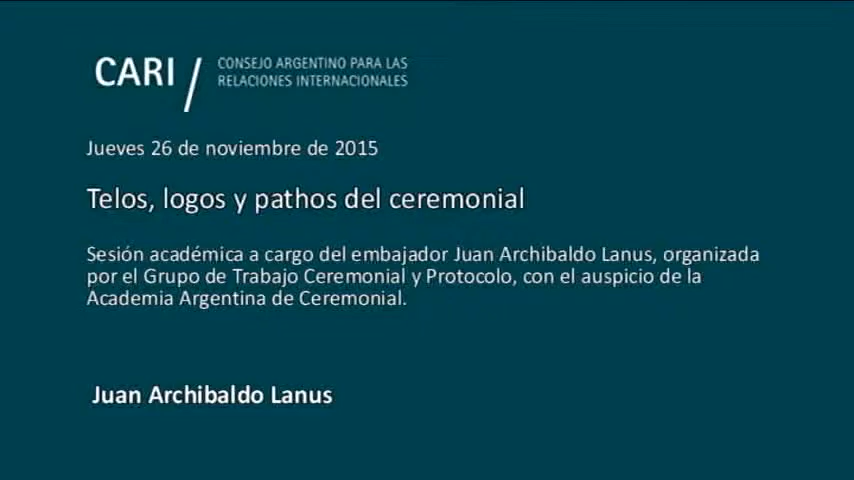 CARI / CONSEJO ARGENTINO PARA LAS
RELACIONES INTERNACIONALES
Jueves 26 de noviembre de 2015
Telos, logos y pathos del ceremonial
Sesión académica a cargo del embajador Juan Archibaldo Lanus, organizada
por el Grupo de Trabajo Ceremonial y Protocolo, con el auspicio de la
Academia Argentina de Ceremonial.
Juan Archibaldo Lanus